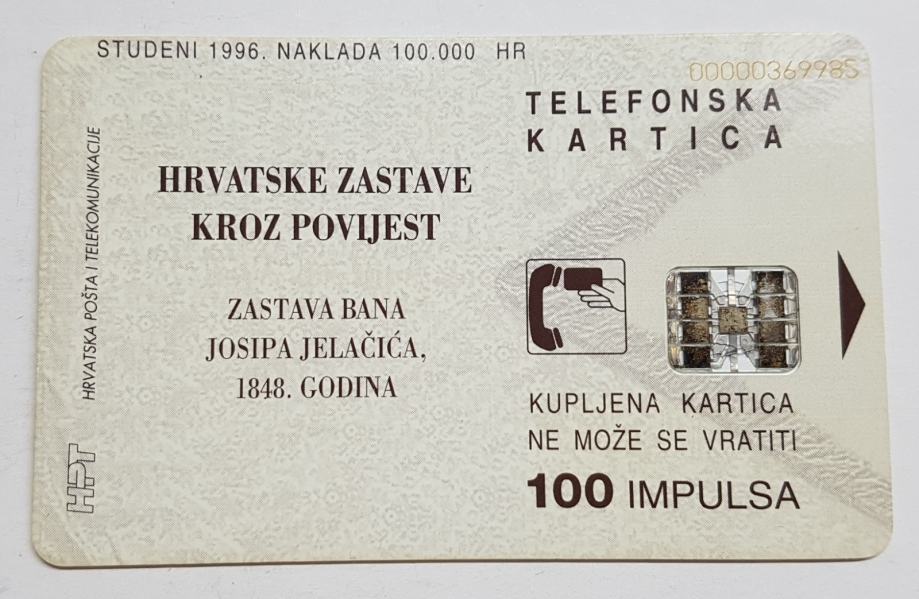 STUDENI 1996. NAKLADA 100.000 HR
00000369985
TELEFONSKA
KARTICA
HRVATSKA POŠTA I TELEKOMUNIKACIJE
HRVATSKE ZASTAVE
KROZ POVIJEST
ZASTAVA BANA
JOSIPA JELAČIĆA,
1848. GODINA
KUPLJENA KARTICA
NE MOŽE SE VRATITI
100 IMPULSA
HPT